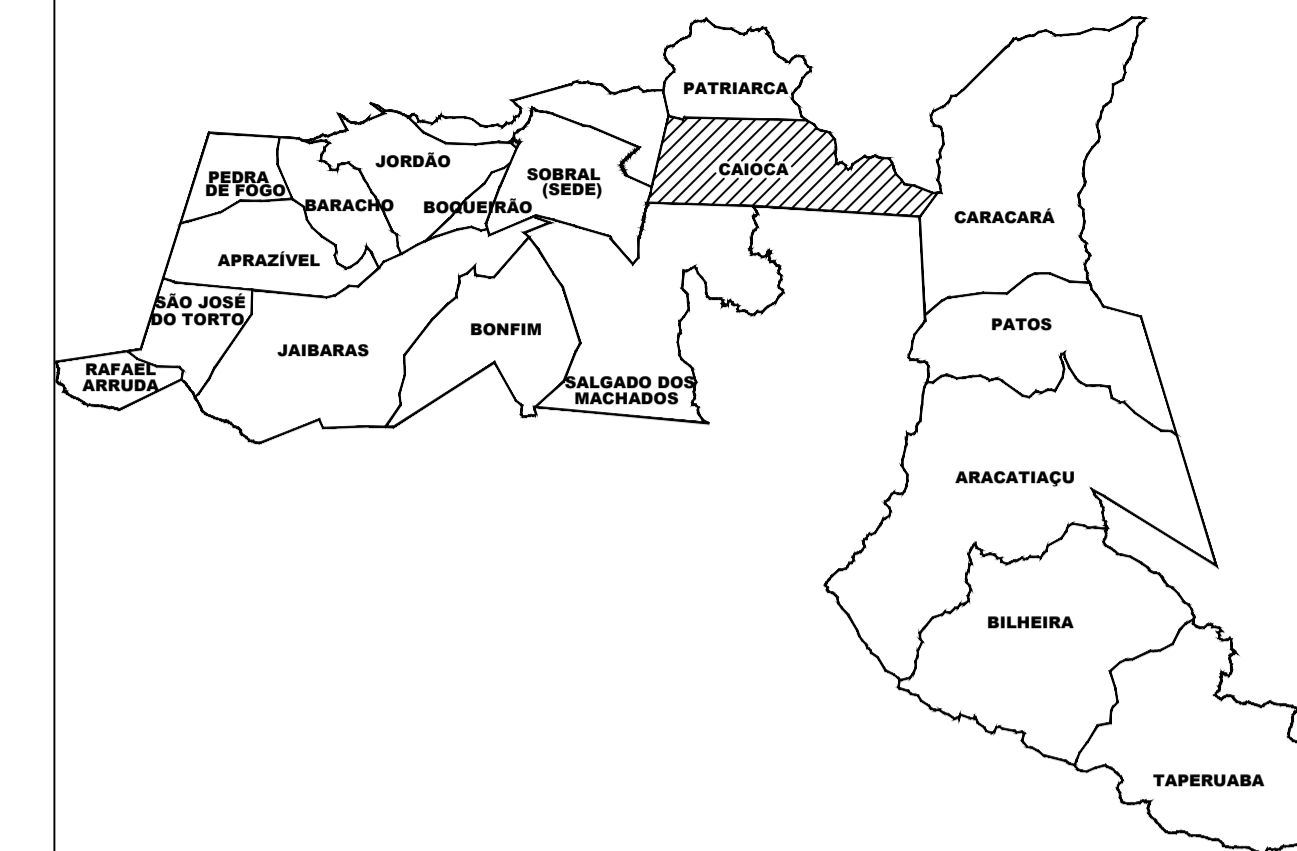 PATRIARCA
JORDÃO
CAIOCA
PEDRA
DE FOGO
SOBRAL
(SEDE)
BARACHO
BOQUEIRÃO
CARACARÁ
APRAZÍVEL
SÃO JOSÉ
DO TORTO
PATOS
BONFIM
JAIBARAS
RAFAEL
ARRUDA
SALGADO DOS
MACHADOS
ARACATIAÇU
BILHEIRA
TAPERUABA